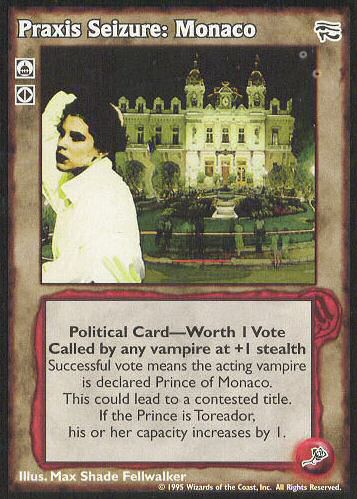 Praxis Seizure: Monaco
Political Card—Worth 1 Vote
Called by any vampire at +1 stealth
Successful vote means the acting vampire
is declared Prince of Monaco.
This could lead to a contested title.
If the Prince is Toreador,
his or her capacity increases by 1.
Illus. Max Shade Fellwalker
© 1995 Wizards of the Coast, Inc. All Rights Reserved.